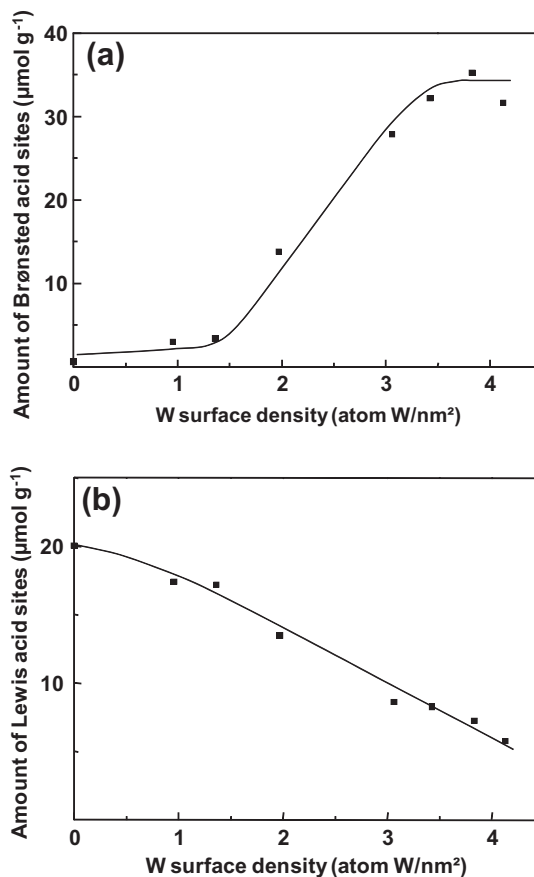 (a)
Amount of Brønsted acid sites (µmol g⁻¹)
40
30
20
10
0 1 2 3 4
W surface density (atom W/nm²)
(b)
Amount of Lewis acid sites (µmol g⁻¹)
20
10
0 1 2 3 4
W surface density (atom W/nm²)